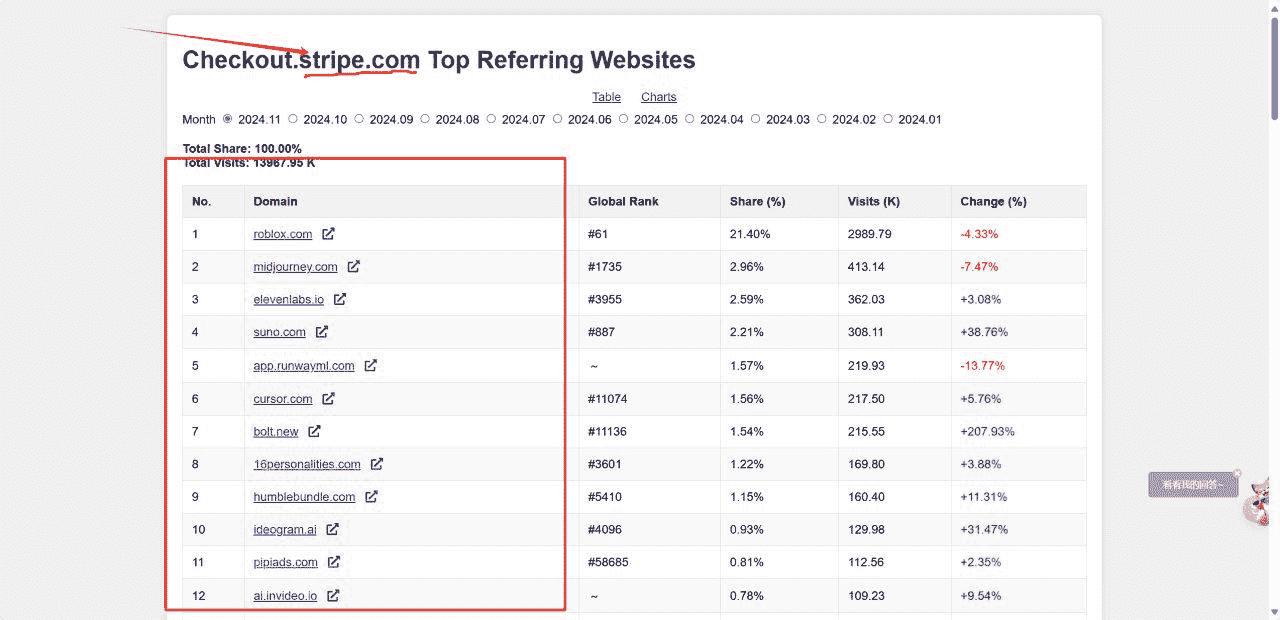 Checkout.stripe.com Top Referring Websites
Table Charts
Month 2024.11 2024.10 2024.09 2024.08 2024.07 2024.06 2024.05 2024.04 2024.03 2024.02 2024.01
Total Share: 100.00%
Total Visits: 13967.95 K
No. Domain Global Rank Share (%) Visits (K) Change (%)
1 roblox.com #61 21.40% 2989.79 -4.33%
2 midjourney.com #1735 2.96% 413.14 -7.47%
3 elevenlabs.io #3955 2.59% 362.03 +3.08%
4 suno.com #887 2.21% 308.11 +38.76%
5 app.runwayml.com ~ 1.57% 219.93 -13.77%
6 cursor.com #11074 1.56% 217.50 +5.76%
7 bolt.new #11136 1.54% 215.55 +207.93%
8 16personalities.com #3601 1.22% 169.80 +3.88%
9 humblebundle.com #5410 1.15% 160.40 +11.31%
10 ideogram.ai #4096 0.93% 129.98 +31.47%
11 pipiads.com #58685 0.81% 112.56 +2.35%
12 ai.invideo.io ~ 0.78% 109.23 +9.54%
看看我的回答~